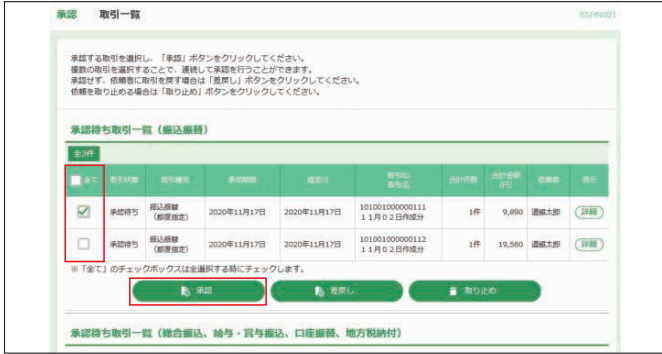 承認 取引一覧 BSHN001
承認する取引を選択し、「承認」ボタンをクリックしてください。
複数の取引を選択することで、連続して承認を行うことができます。
承認せず、依頼者に取引を戻す場合は「差戻し」ボタンをクリックしてください。
依頼を取り止める場合は「取り止め」ボタンをクリックしてください。
承認待ち取引一覧（振込振替）
全3件
全て 取引状態 取引種別 承認期限 指定日 取引ID 取引名 合計件数 合計金額 (円) 依頼者 表示
承認待ち 振込振替 （都度指定） 2020年11月17日 2020年11月17日 101001000000111 １１月０２日作成分 1件 9,890 道銀太郎 詳細
承認待ち 振込振替 （都度指定） 2020年11月17日 2020年11月17日 101001000000112 １１月０２日作成分 1件 19,560 道銀太郎 詳細
※「全て」のチェックボックスは全選択する時にチェックします。
承認 差戻し 取り止め
承認待ち取引一覧（総合振込、給与・賞与振込、口座振替、地方税納付）